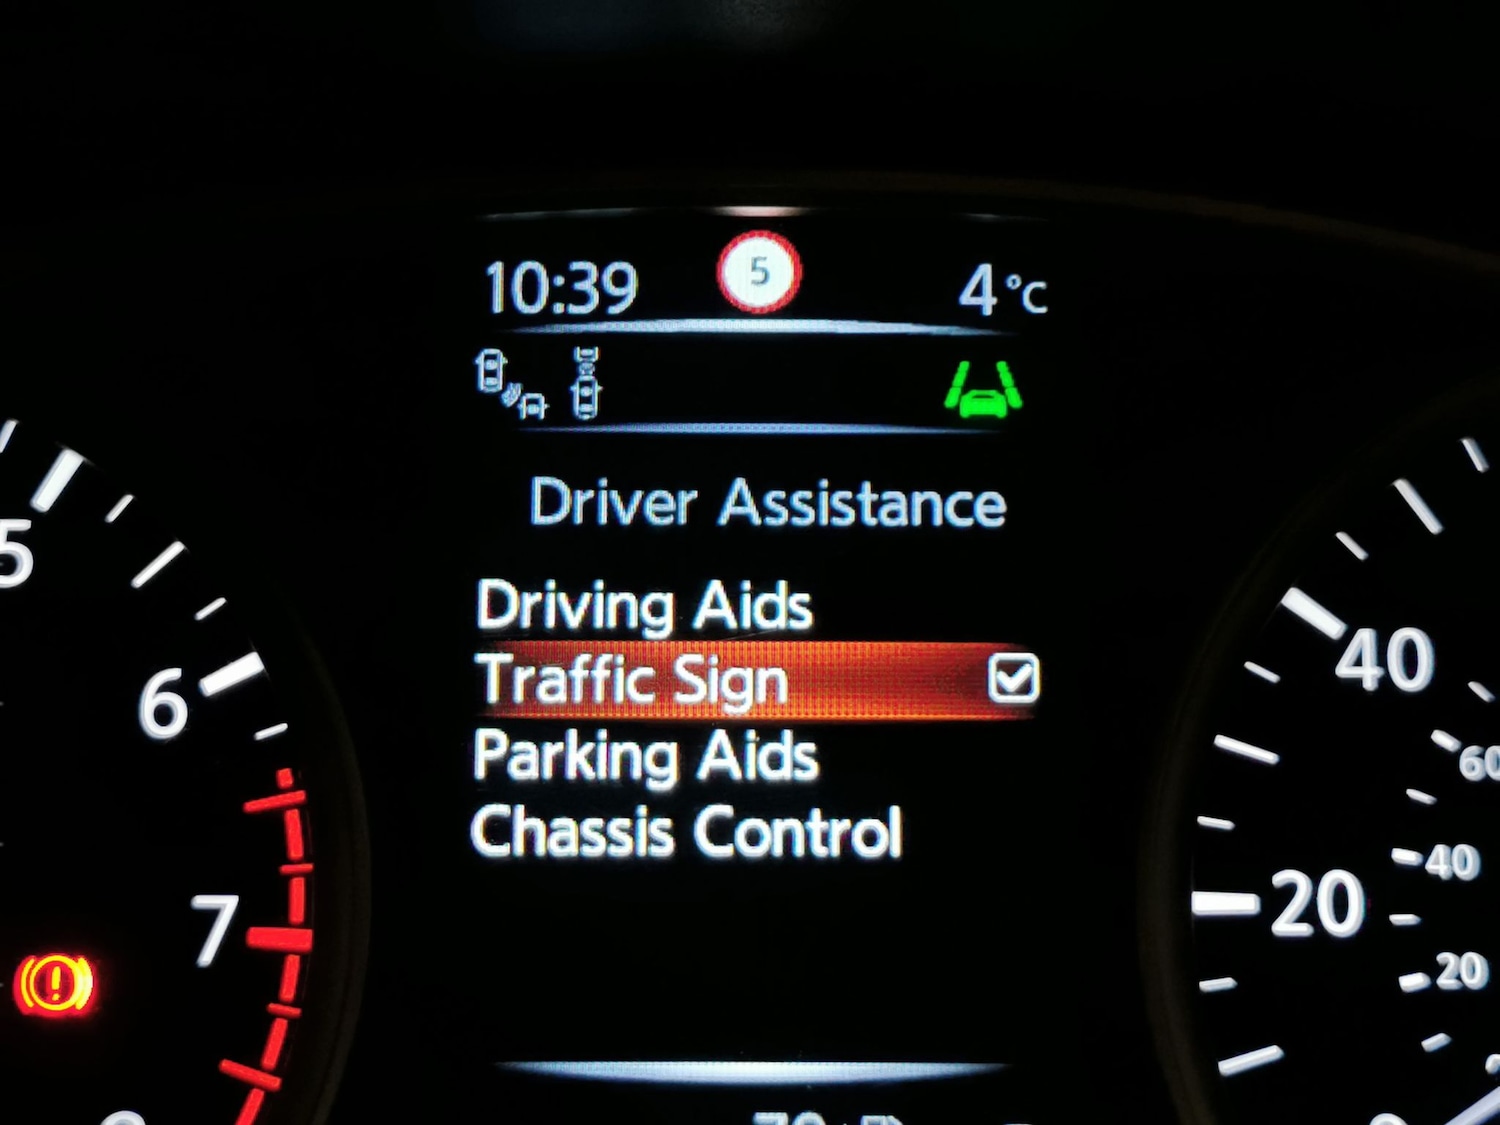 10:39 5 4°C
Driver Assistance
Driving Aids
Traffic Sign
Parking Aids
Chassis Control
5
6
7
!
40
20
60
40
20